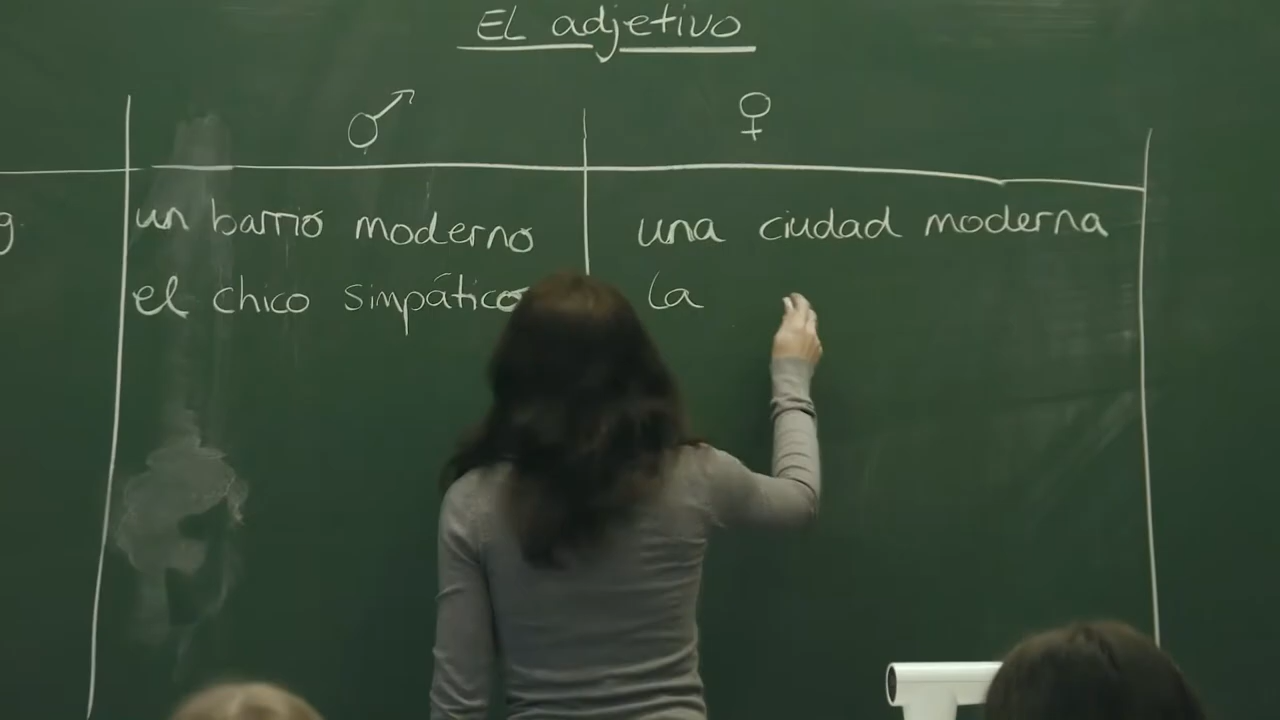 El adjetivo
♂ ♀
g un barrio moderno una ciudad moderna
el chico simpático la